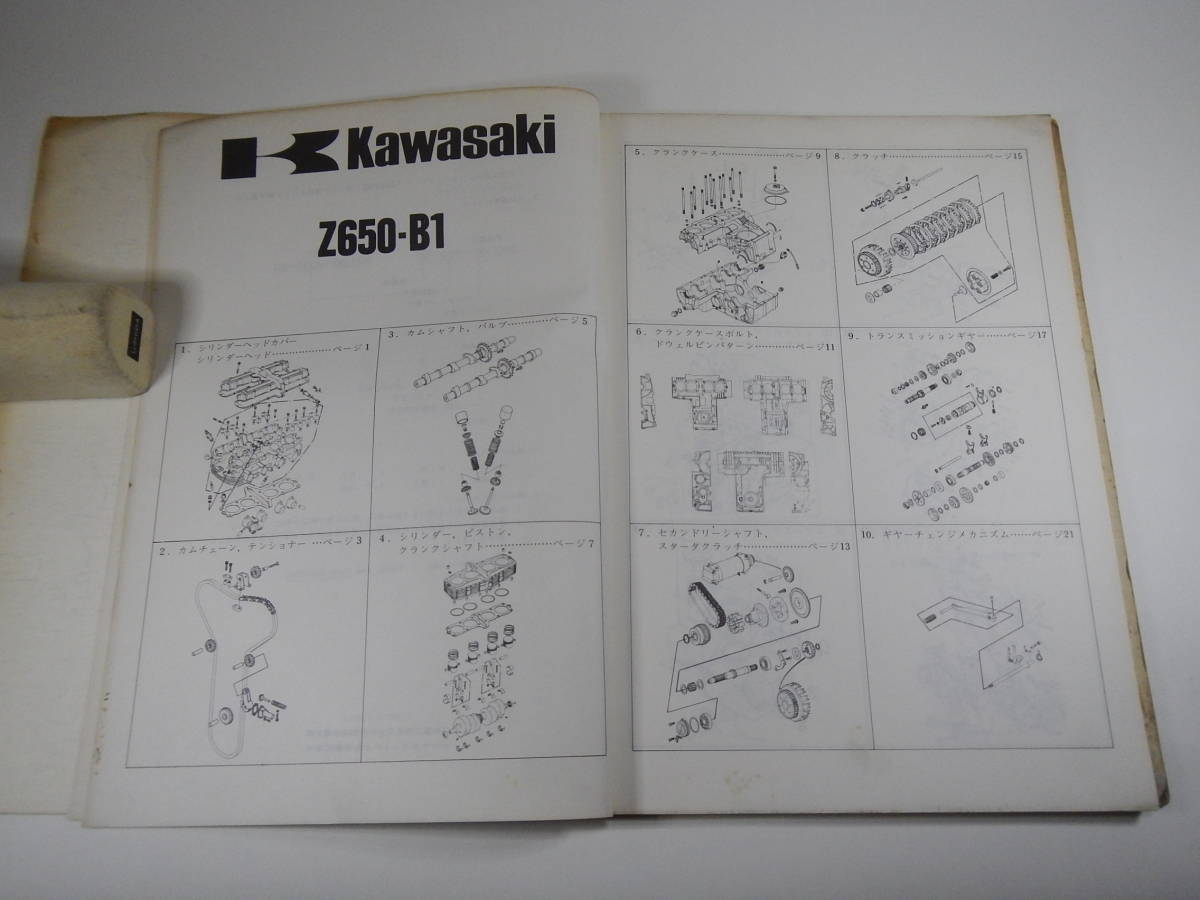 Kawasaki
Z650-B1
1. シリンダーヘッドカバー
シリンダーヘッド………………ページ1
2. カムチェーン, テンショナー …ページ3
3. カムシャフト, バルブ…………ページ5
4. シリンダー, ピストン,
クランクシャフト………………ページ7
5. クランクケース…………………ページ9
6. クランクケースボルト,
ドウェルピンパターン…………ページ11
7. セカンドリーシャフト,
スタータクラッチ………………ページ13
8. クラッチ…………………………ページ15
9. トランスミッションギヤー……ページ17
10. ギヤーチェンジメカニズム……ページ21